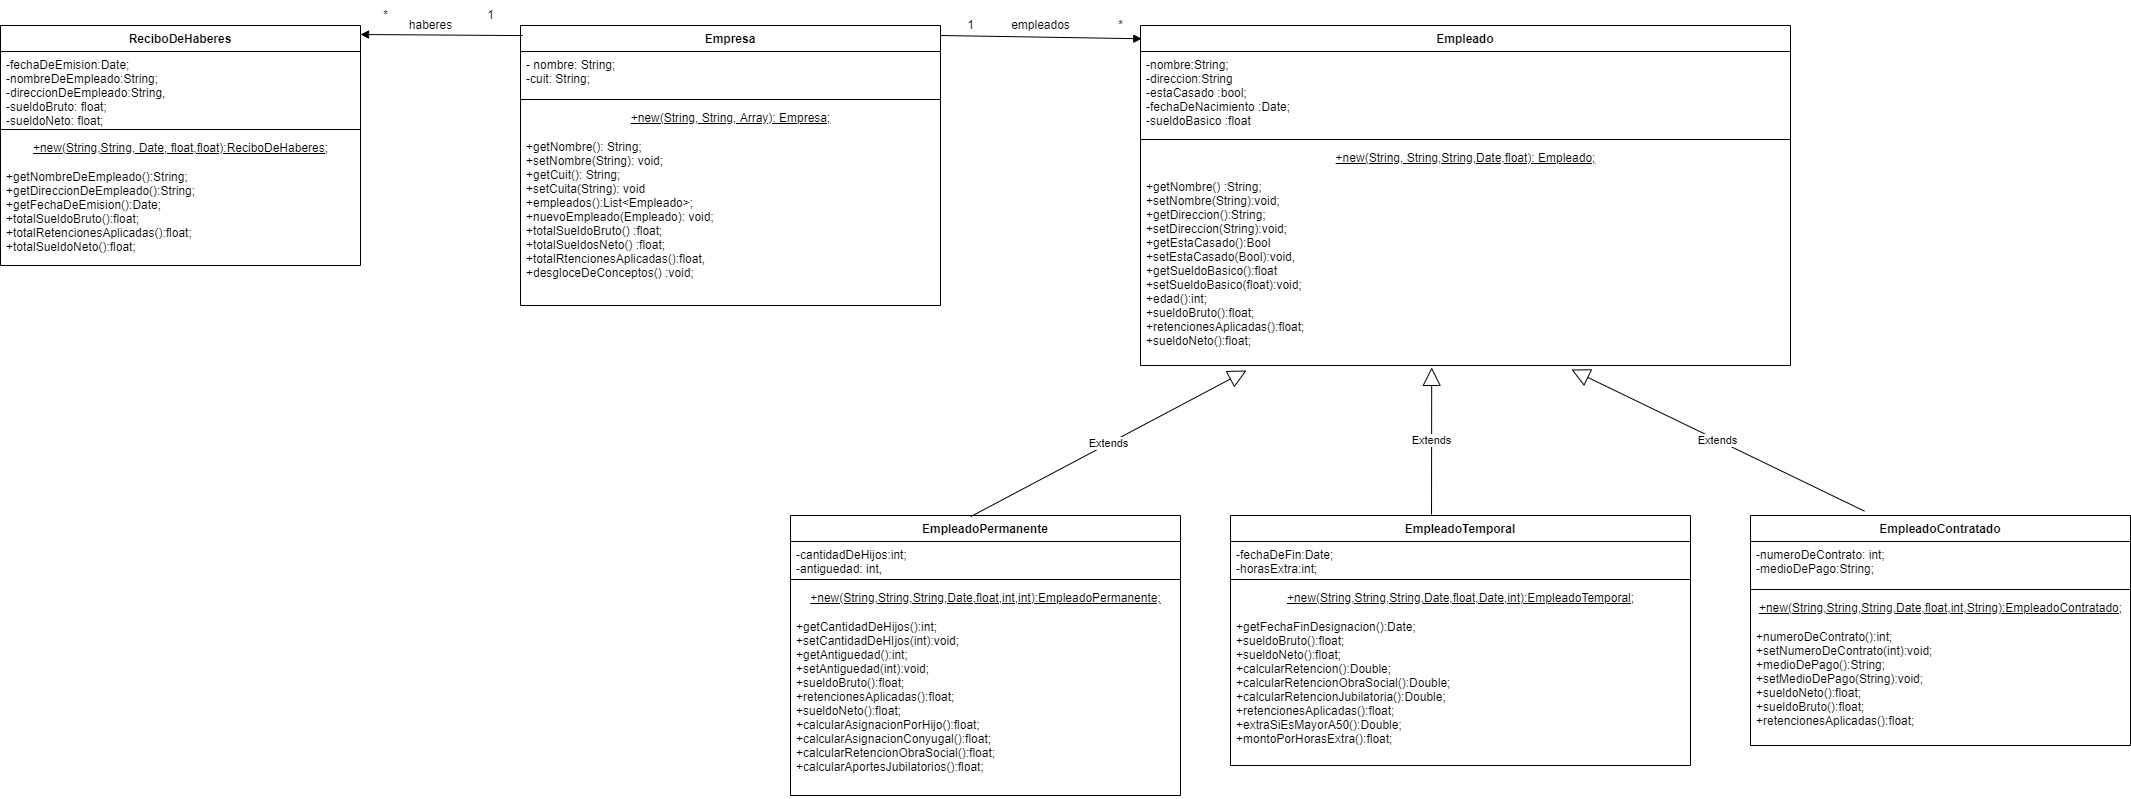 * haberes 1
1 empleados *
ReciboDeHaberes
-fechaDeEmision:Date;
-nombreDeEmpleado:String;
-direccionDeEmpleado:String,
-sueldoBruto: float;
-sueldoNeto: float;
+new(String,String, Date, float,float):ReciboDeHaberes;
+getNombreDeEmpleado():String;
+getDireccionDeEmpleado():String;
+getFechaDeEmision():Date;
+totalSueldoBruto():float;
+totalRetencionesAplicadas():float;
+totalSueldoNeto():float;
Empresa
- nombre: String;
-cuit: String;
+new(String, String, Array): Empresa;
+getNombre(): String;
+setNombre(String): void;
+getCuit(): String;
+setCuita(String): void
+empleados():List<Empleado>;
+nuevoEmpleado(Empleado): void;
+totalSueldoBruto() :float;
+totalSueldosNeto() :float;
+totalRtencionesAplicadas():float,
+desgloceDeConceptos() :void;
Empleado
-nombre:String;
-direccion:String
-estaCasado :bool;
-fechaDeNacimiento :Date;
-sueldoBasico :float
+new(String, String,String,Date,float): Empleado;
+getNombre() :String;
+setNombre(String):void;
+getDireccion():String;
+setDireccion(String):void;
+getEstaCasado():Bool
+setEstaCasado(Bool):void,
+getSueldoBasico():float
+setSueldoBasico(float):void;
+edad():int;
+sueldoBruto():float;
+retencionesAplicadas():float;
+sueldoNeto():float;
Extends
Extends
Extends
EmpleadoPermanente
-cantidadDeHijos:int;
-antiguedad: int,
+new(String,String,String,Date,float,int,int):EmpleadoPermanente;
+getCantidadDeHijos():int;
+setCantidadDeHIjos(int):void;
+getAntiguedad():int;
+setAntiguedad(int):void;
+sueldoBruto():float;
+retencionesAplicadas():float;
+sueldoNeto():float;
+calcularAsignacionPorHijo():float;
+calcularAsignacionConyugal():float;
+calcularRetencionObraSocial():float;
+calcularAportesJubilatorios():float;
EmpleadoTemporal
-fechaDeFin:Date;
-horasExtra:int;
+new(String,String,String,Date,float,Date,int):EmpleadoTemporal;
+getFechaFinDesignacion():Date;
+sueldoBruto():float;
+sueldoNeto():float;
+calcularRetencion():Double;
+calcularRetencionObraSocial():Double;
+calcularRetencionJubilatoria():Double;
+retencionesAplicadas():float;
+extraSiEsMayorA50():Double;
+montoPorHorasExtra():float;
EmpleadoContratado
-numeroDeContrato: int;
-medioDePago:String;
+new(String,String,String,Date,float,int,String):EmpleadoContratado;
+numeroDeContrato():int;
+setNumeroDeContrato(int):void;
+medioDePago():String;
+setMedioDePago(String):void;
+sueldoNeto():float;
+sueldoBruto():float;
+retencionesAplicadas():float;